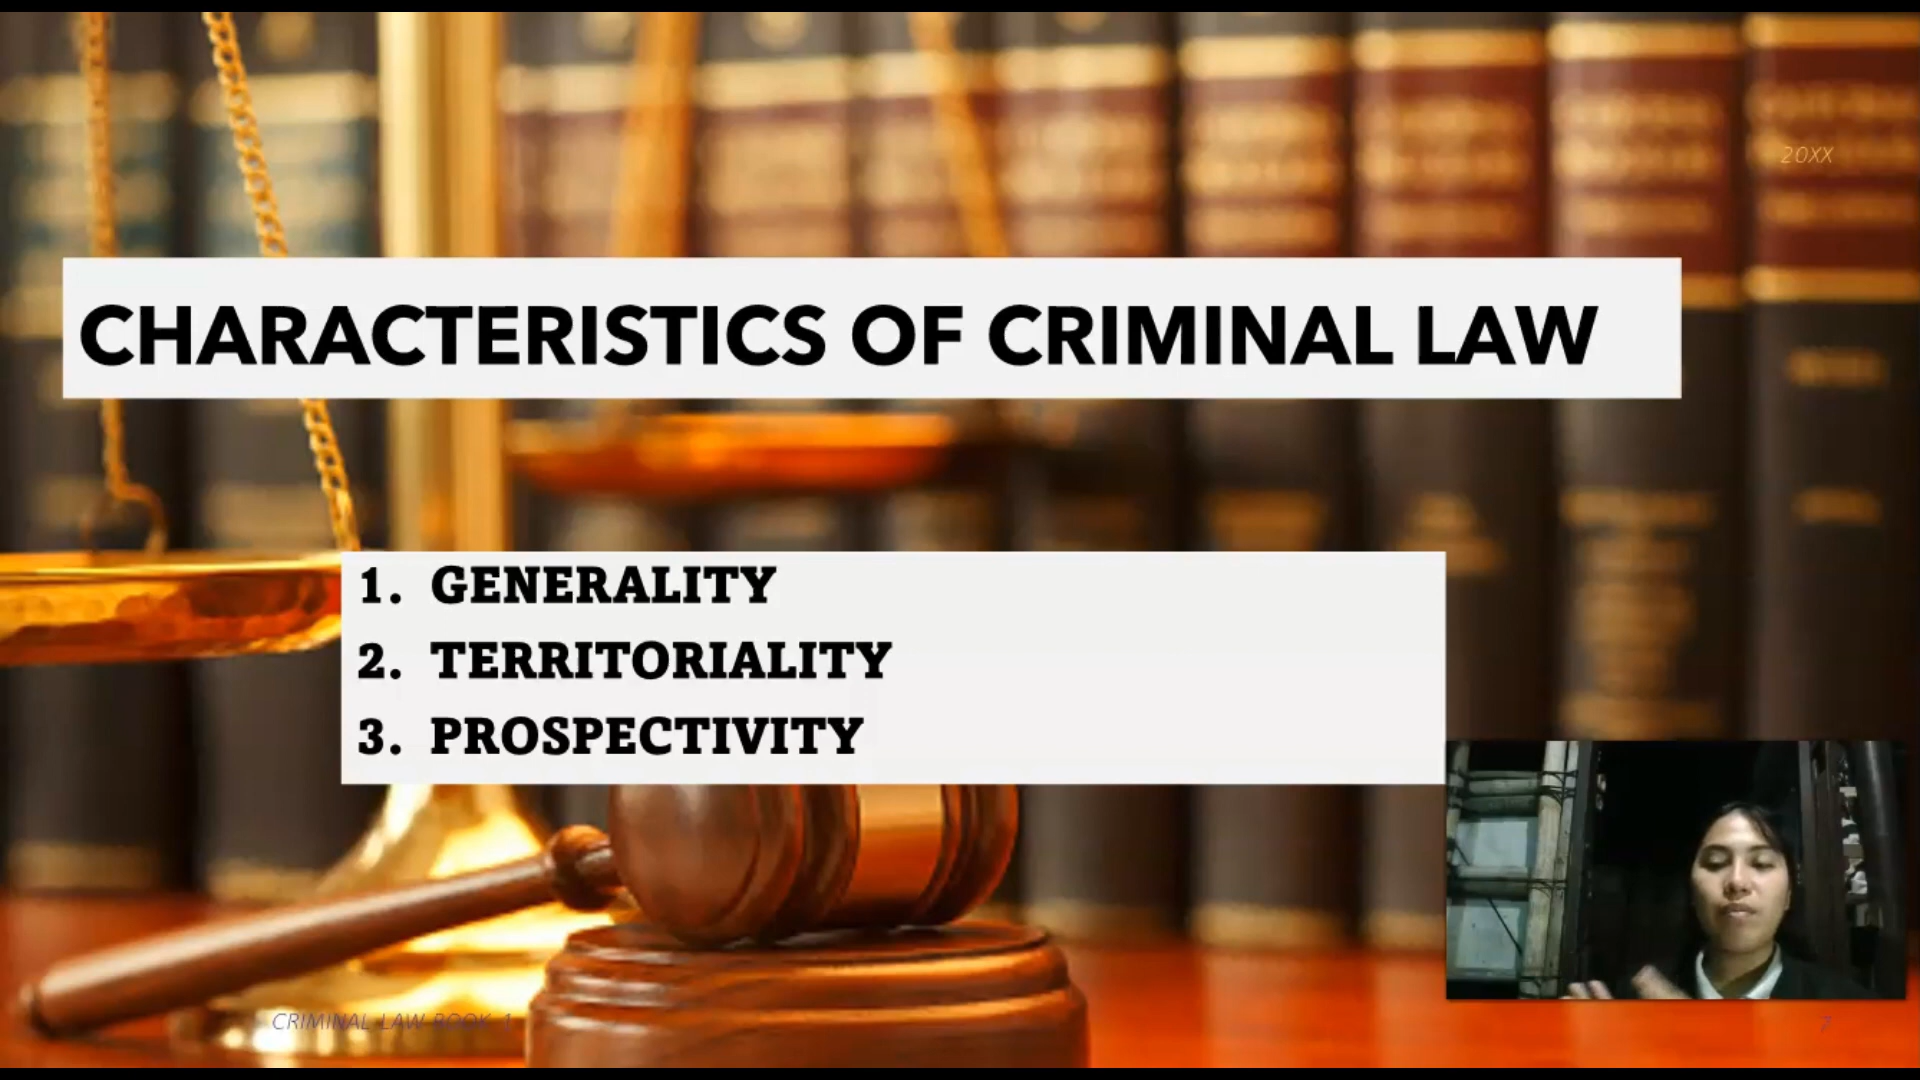 20XX
CHARACTERISTICS OF CRIMINAL LAW
1. GENERALITY
2. TERRITORIALITY
3. PROSPECTIVITY
CRIMINAL LAW BOOK 1
7